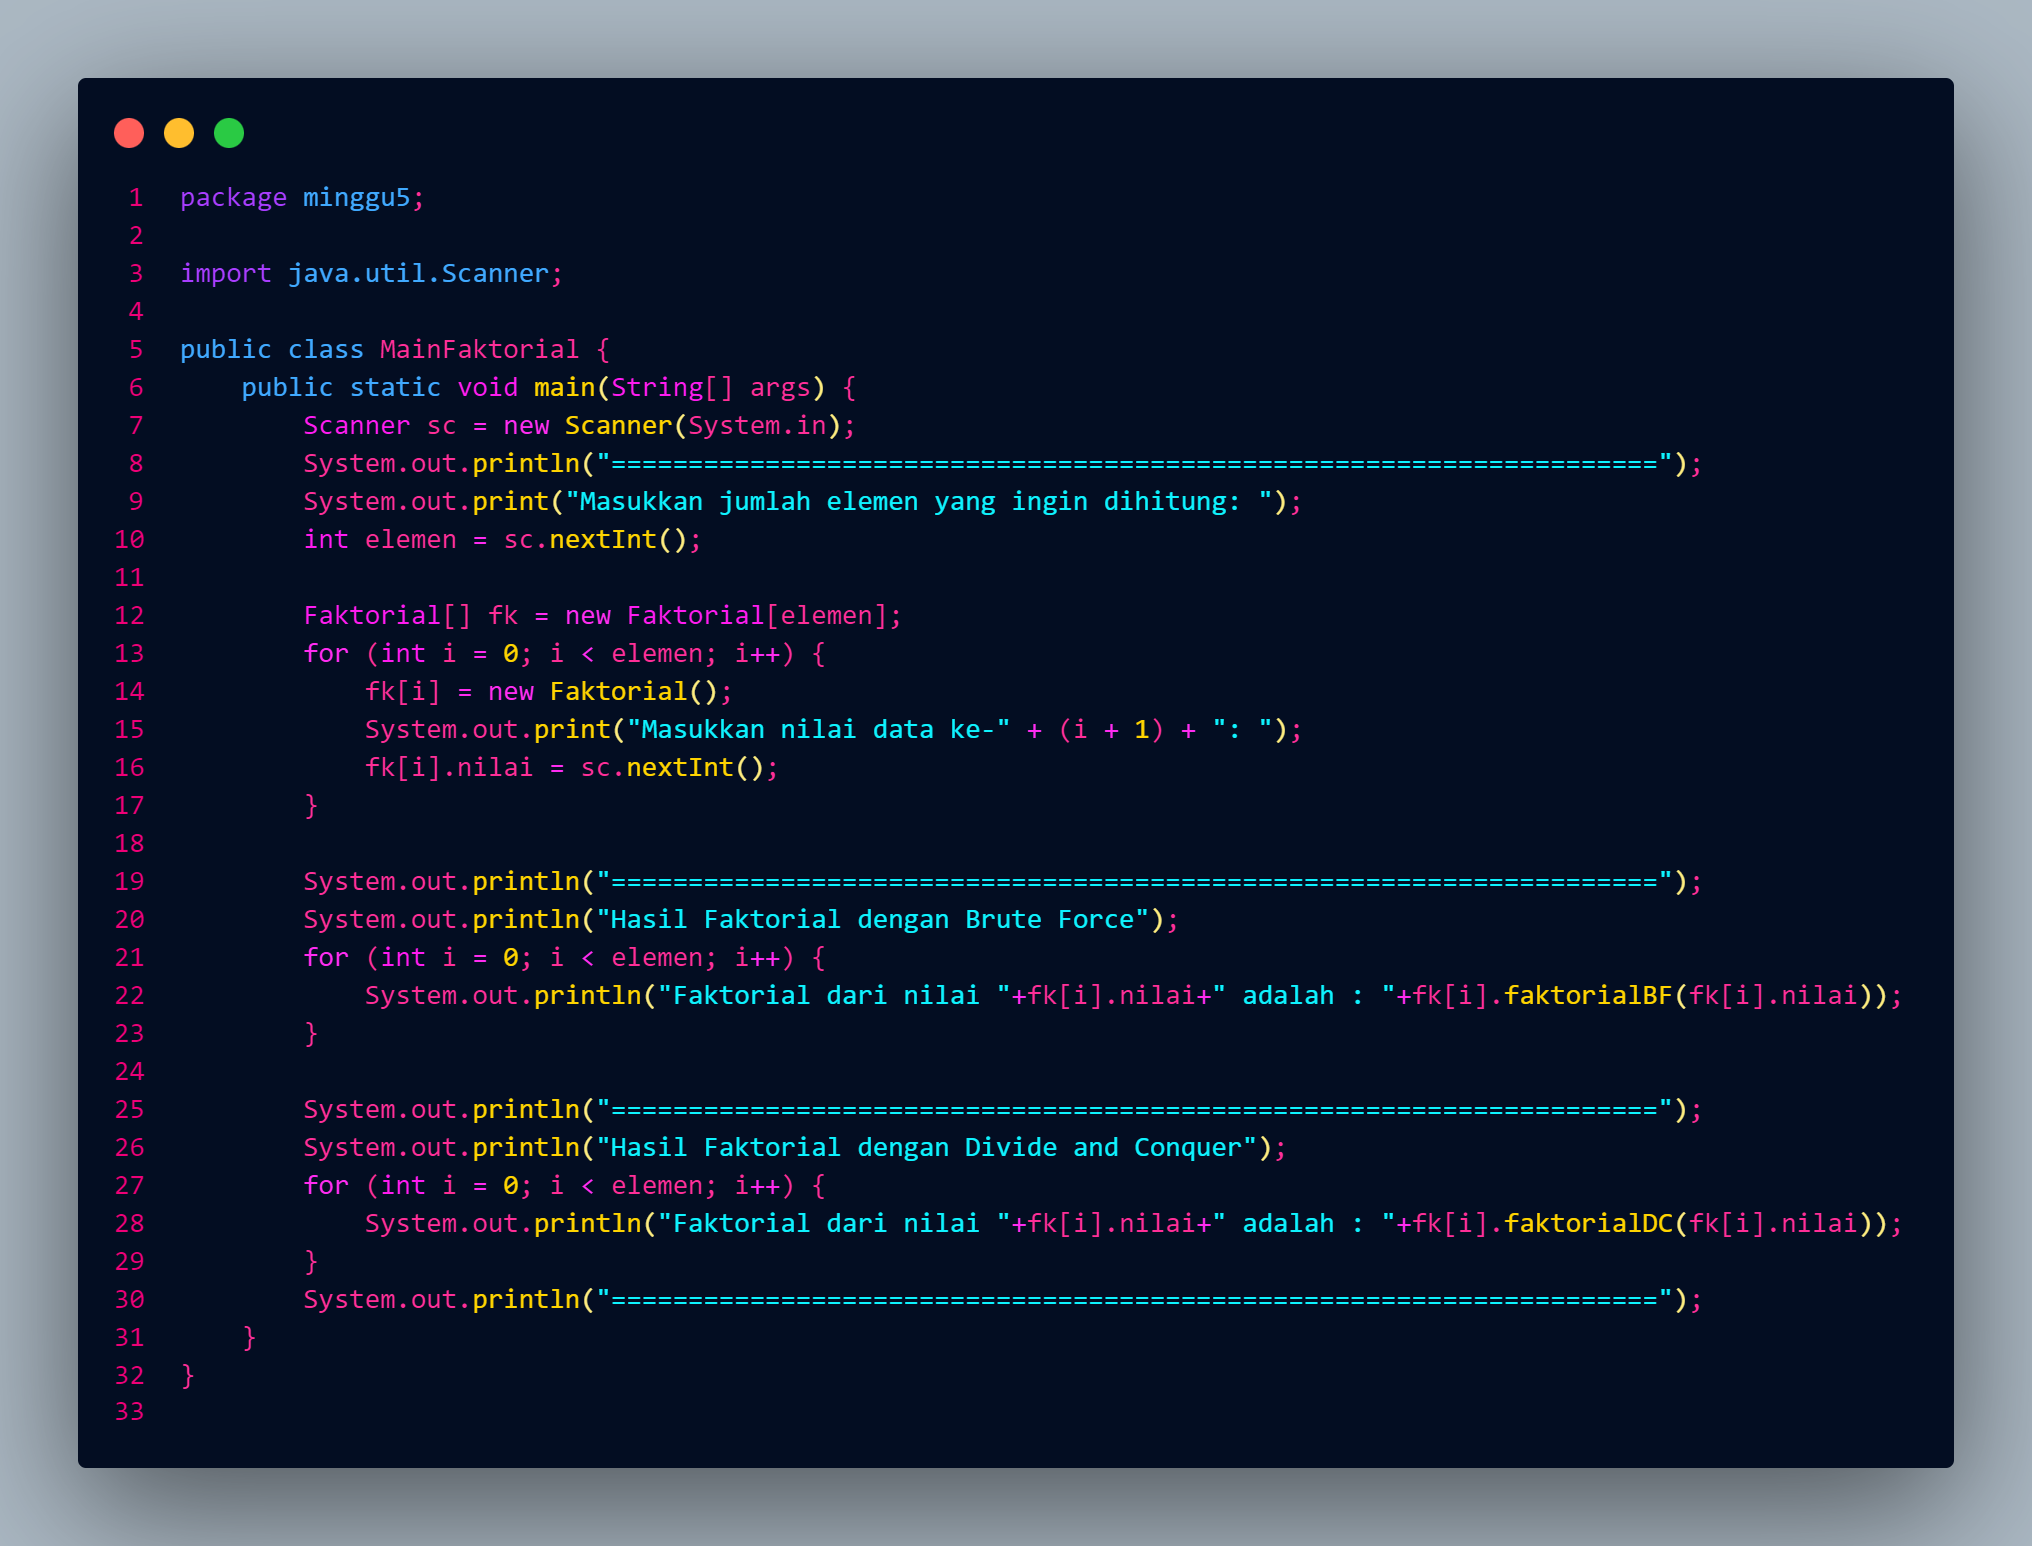 1 package minggu5;
2
3 import java.util.Scanner;
4
5 public class MainFaktorial {
6     public static void main(String[] args) {
7         Scanner sc = new Scanner(System.in);
8         System.out.println("====================================================================");
9         System.out.print("Masukkan jumlah elemen yang ingin dihitung: ");
10         int elemen = sc.nextInt();
11
12         Faktorial[] fk = new Faktorial[elemen];
13         for (int i = 0; i < elemen; i++) {
14             fk[i] = new Faktorial();
15             System.out.print("Masukkan nilai data ke-" + (i + 1) + ": ");
16             fk[i].nilai = sc.nextInt();
17         }
18
19         System.out.println("====================================================================");
20         System.out.println("Hasil Faktorial dengan Brute Force");
21         for (int i = 0; i < elemen; i++) {
22             System.out.println("Faktorial dari nilai "+fk[i].nilai+" adalah : "+fk[i].faktorialBF(fk[i].nilai));
23         }
24
25         System.out.println("====================================================================");
26         System.out.println("Hasil Faktorial dengan Divide and Conquer");
27         for (int i = 0; i < elemen; i++) {
28             System.out.println("Faktorial dari nilai "+fk[i].nilai+" adalah : "+fk[i].faktorialDC(fk[i].nilai));
29         }
30         System.out.println("====================================================================");
31     }
32 }
33